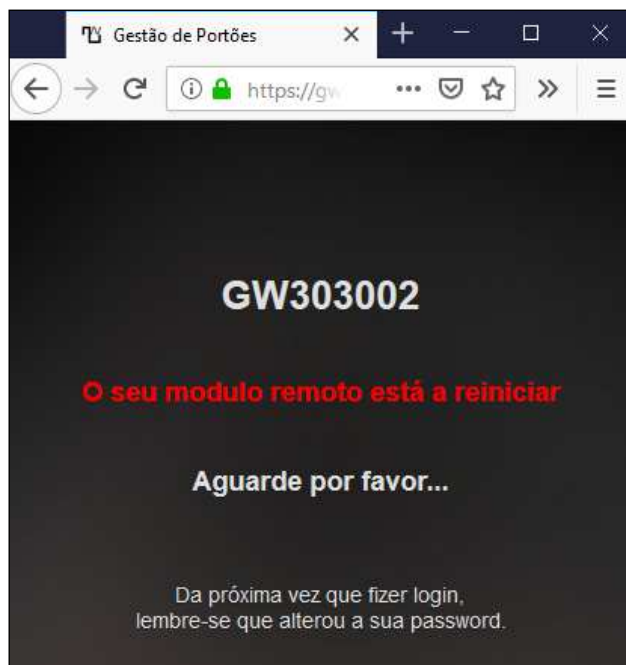 Gestão de Portões
https://gw
GW303002
O seu modulo remoto está a reiniciar
Aguarde por favor...
Da próxima vez que fizer login,
lembre-se que alterou a sua password.